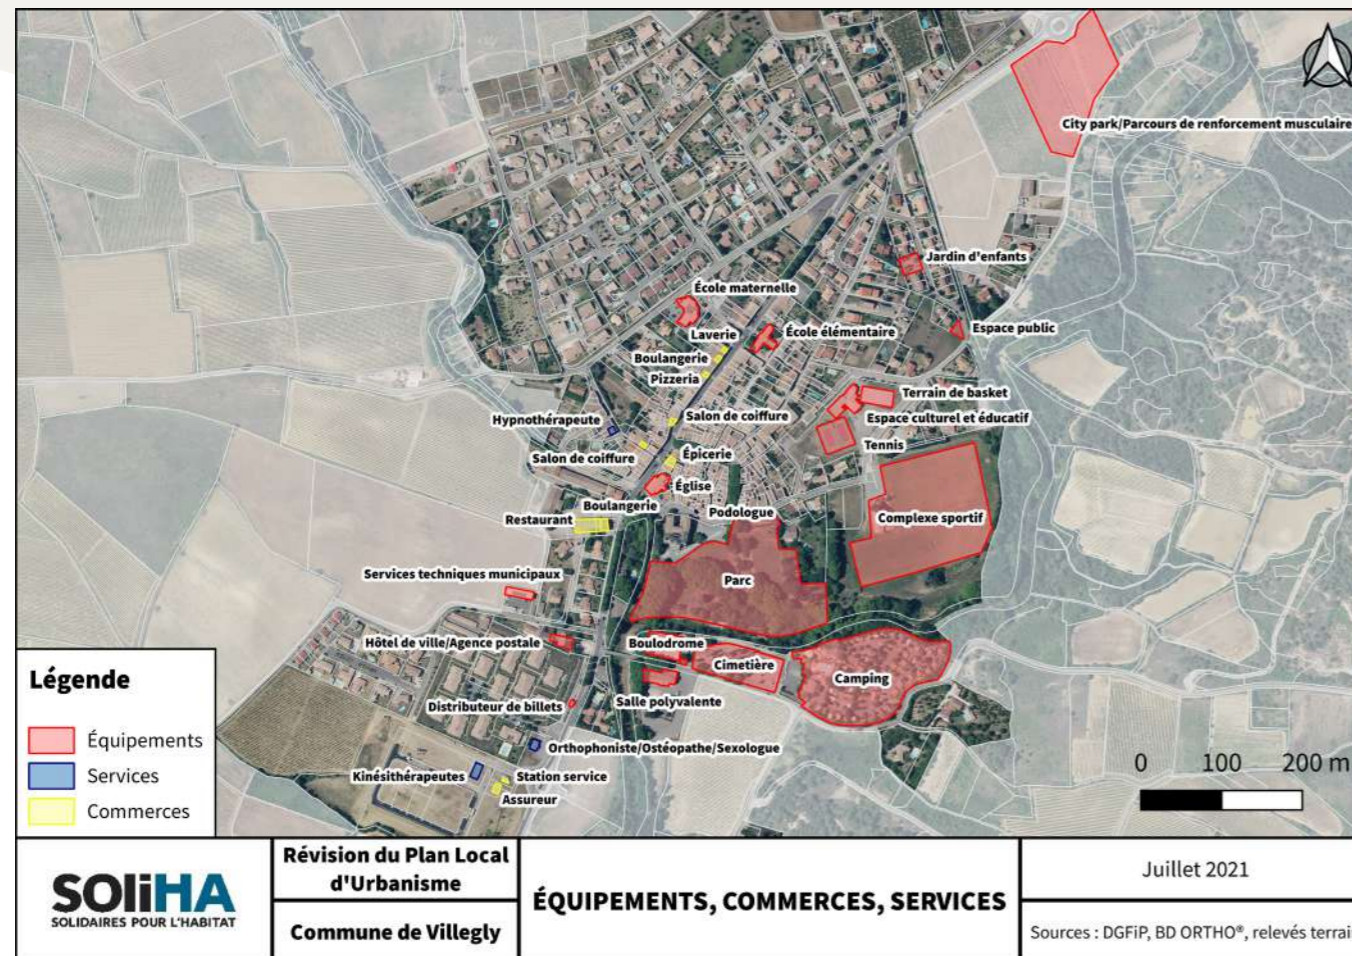 City park/Parcours de renforcement musculaire
Jardin d'enfants
École maternelle
Espace public
Laverie
École élémentaire
Boulangerie
Pizzeria
Terrain de basket
Hypnothérapeute
Salon de coiffure
Espace culturel et éducatif
Tennis
Salon de coiffure
Épicerie
Église
Boulangerie
Podologue
Restaurant
Complexe sportif
Services techniques municipaux
Parc
Hôtel de ville/Agence postale
Boulodrome
Cimetière
Camping
Salle polyvalente
Distributeur de billets
Orthophoniste/Ostéopathe/Sexologue
Kinésithérapeutes
Station service
Assureur
Légende
Équipements
Services
Commerces
0 100 200 m
SOliHA
SOLIDAIRES POUR L'HABITAT
Révision du Plan Local
d'Urbanisme
Commune de Villegly
ÉQUIPEMENTS, COMMERCES, SERVICES
Juillet 2021
Sources : DGFiP, BD ORTHO®, relevés terrain